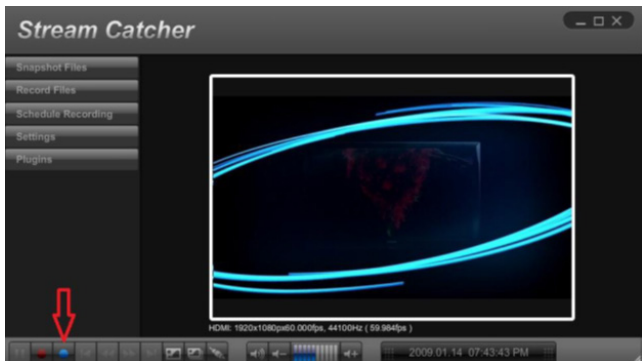 Stream Catcher
Snapshot Files
Record Files
Schedule Recording
Settings
Plugins
HDMI: 1920x1080px60.000fps, 44100Hz ( 59.984fps )
2009.01.14 07:43:43 PM